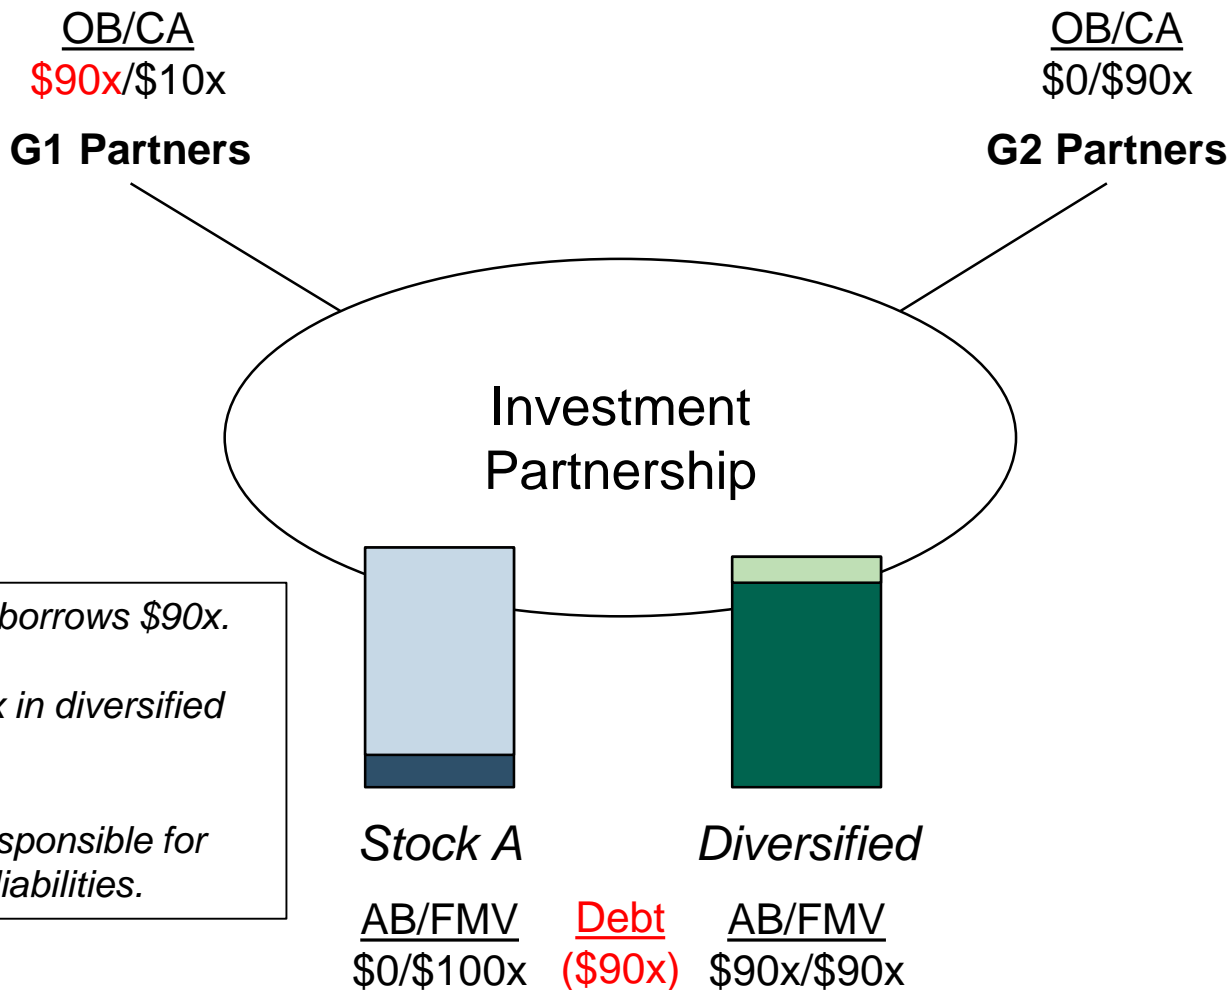 OB/CA
$90x/$10x
G1 Partners
OB/CA
$0/$90x
G2 Partners
Investment
Partnership
borrows $90x.
in diversified
responsible for
liabilities.
Stock A
AB/FMV
$0/$100x
Debt
($90x)
Diversified
AB/FMV
$90x/$90x